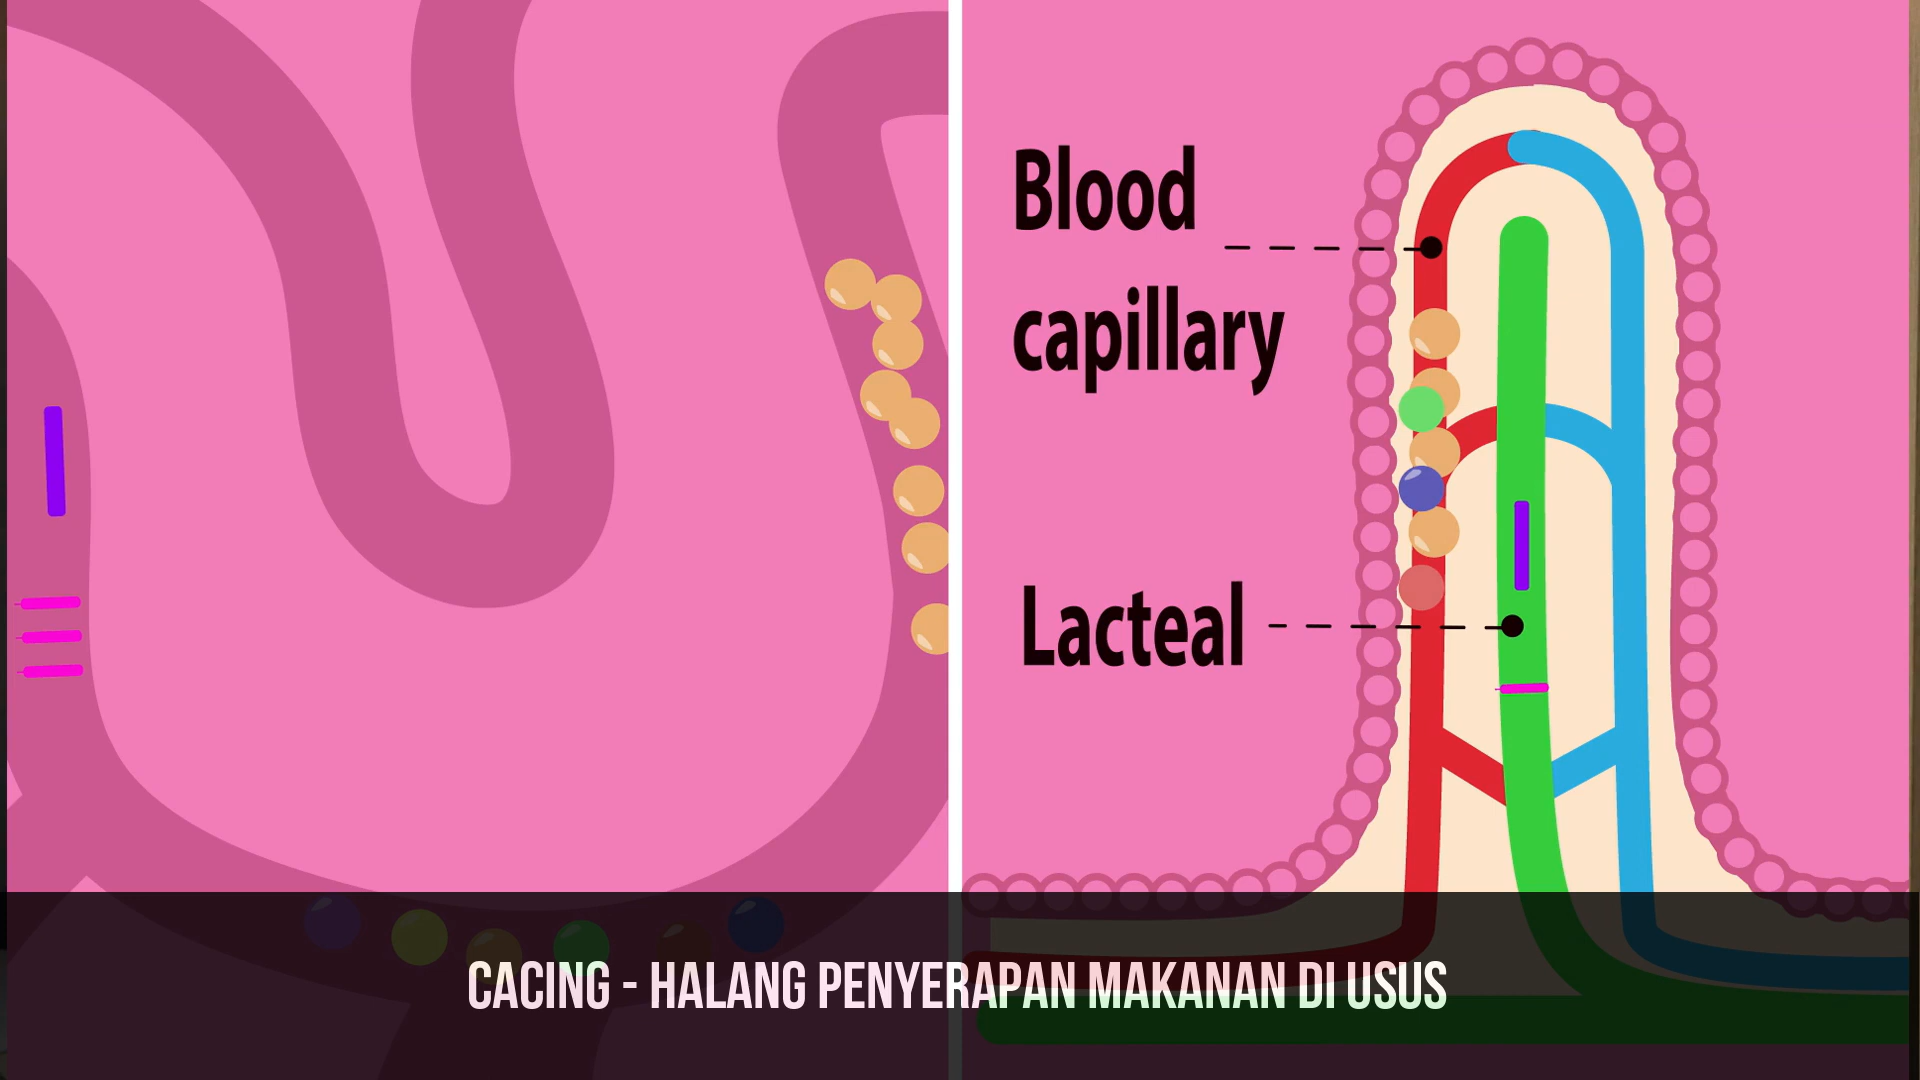 Blood
capillary
Lacteal
CACING - HALANG PENYERAPAN MAKANAN DI USUS